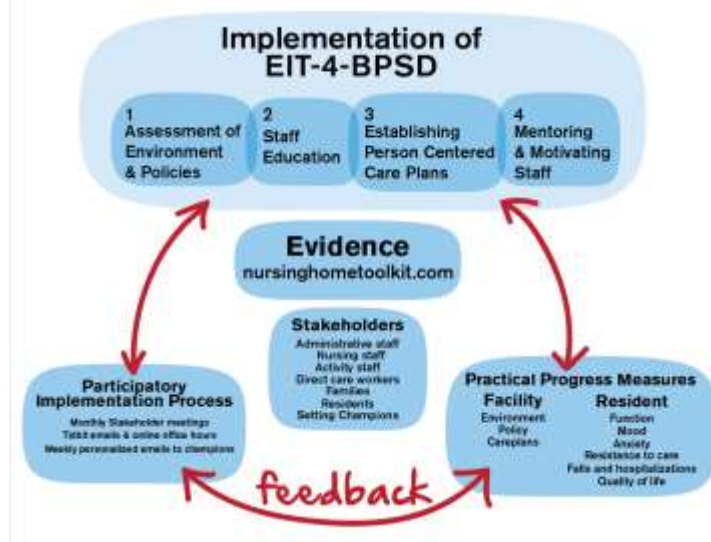 Implementation of
EIT-4-BPSD
1
Assessment of
Environment
& Policies
2
Staff
Education
3
Establishing
Person Centered
Care Plans
4
Mentoring
& Motivating
Staff
Evidence
nursinghometoolkit.com
Stakeholders
Administrative staff
Nursing staff
Activity staff
Direct care workers
Families
Residents
Setting Champions
Participatory
Implementation Process
Monthly Stakeholder meetings
Tidbit emails & online office hours
Weekly personalized emails to champions
Practical Progress Measures
Facility
Environment
Policy
Careplans
Resident
Function
Mood
Anxiety
Resistance to care
Falls and hospitalizations
Quality of life
feedback